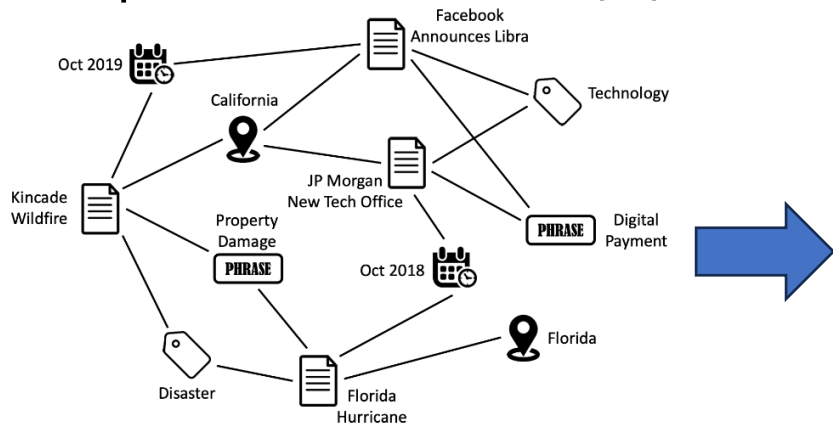 Facebook
Announces Libra
Oct 2019
Technology
California
JP Morgan
New Tech Office
Kincade
Wildfire
Property
Damage
PHRASE
PHRASE
Digital
Payment
Oct 2018
Florida
Disaster
Florida
Hurricane